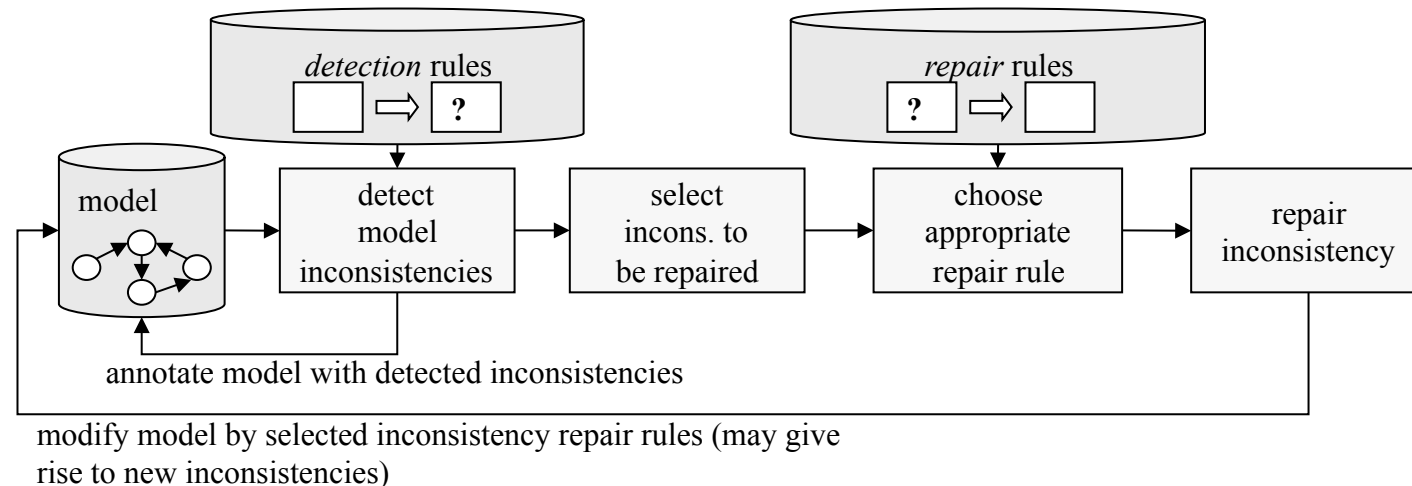 detection rules
?
repair rules
?
model
detect
model
inconsistencies
select
incons. to
be repaired
choose
appropriate
repair rule
repair
inconsistency
annotate model with detected inconsistencies
modify model by selected inconsistency repair rules (may give
rise to new inconsistencies)